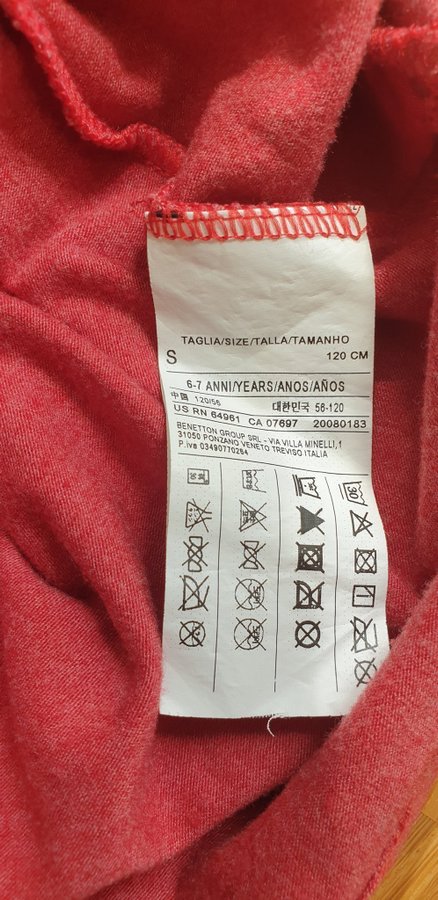 TAGLIA/SIZE/TALLA/TAMANHO
S 120 CM
6-7 ANNI/YEARS/ANOS/AÑOS
中国 120/56 대한민국 56-120
US RN 64961 CA 07697 20080183
BENETTON GROUP SRL - VIA VILLA MINELLI,1
31050 PONZANO VENETO TREVISO ITALIA
P.iva 03490770264